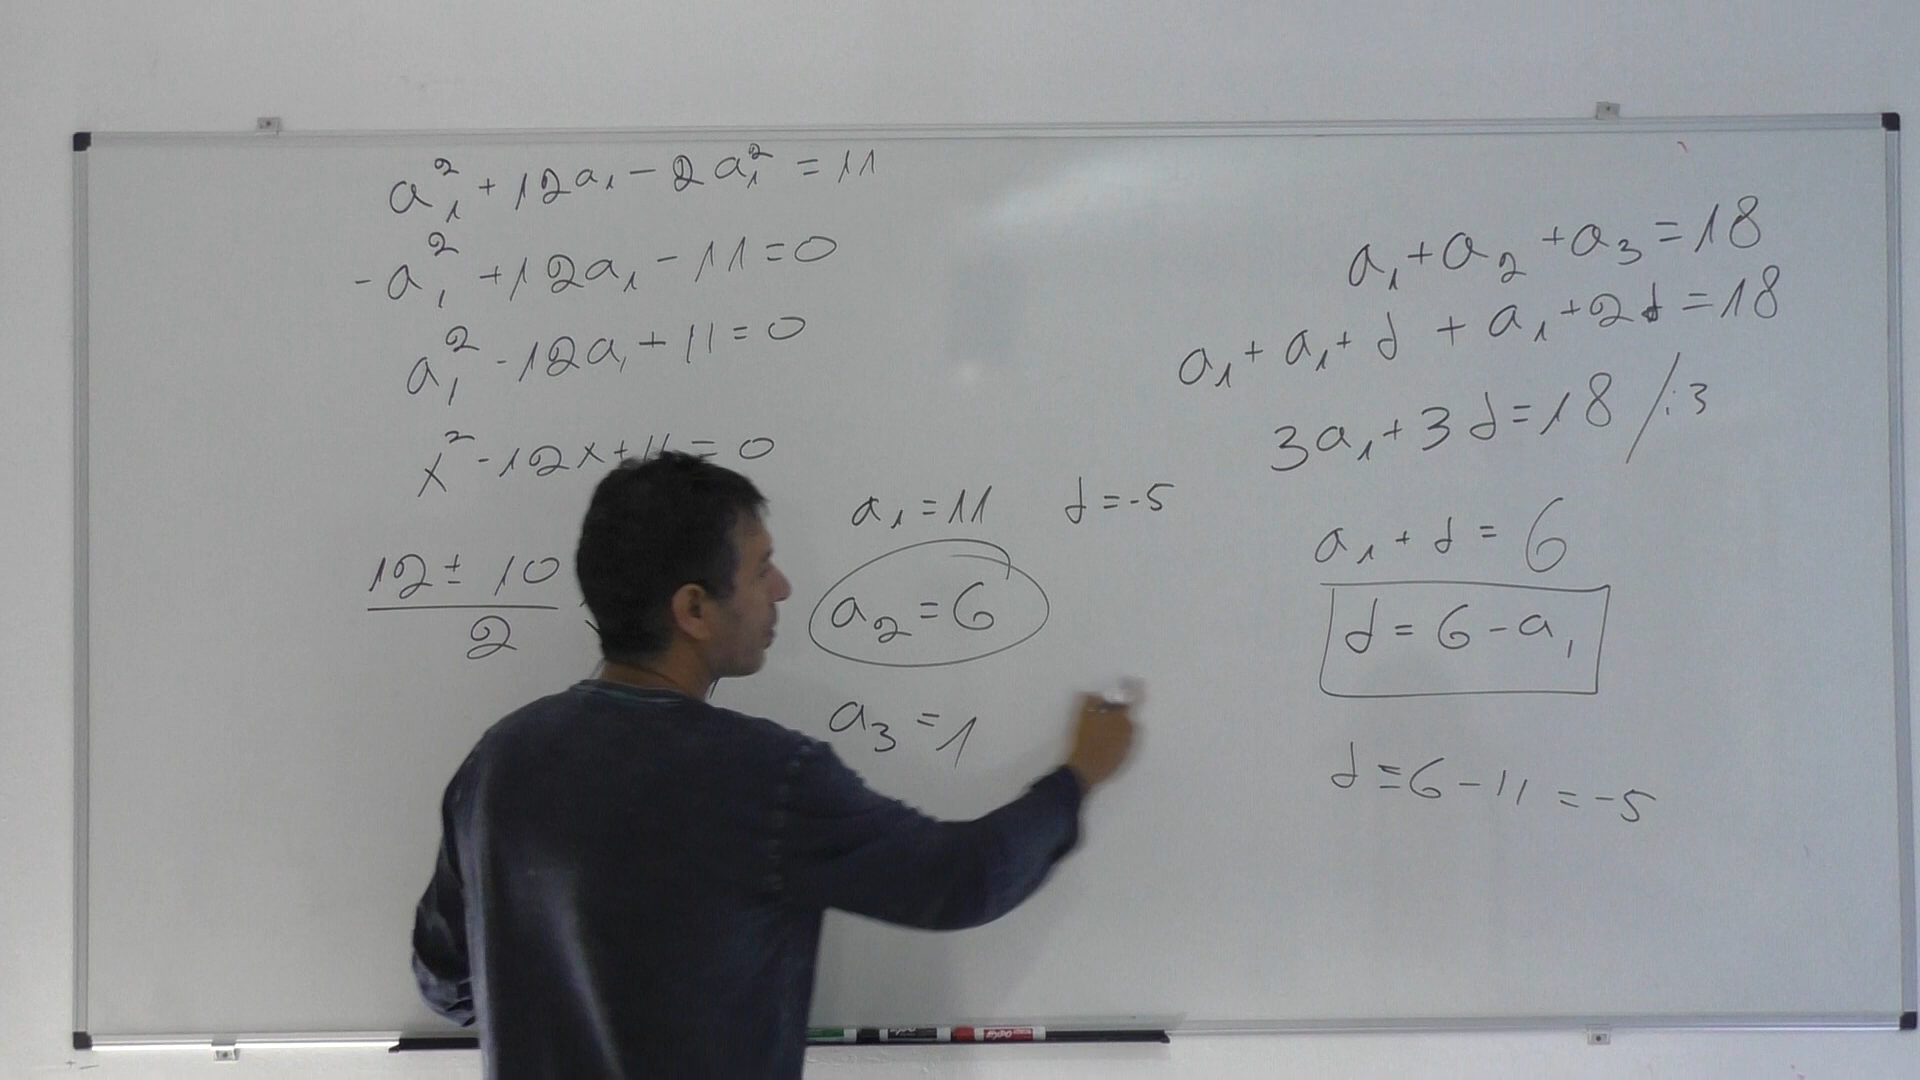 a₁² + 12a₁ - 2a₁² = 11
-a₁² + 12a₁ - 11 = 0
a₁² - 12a₁ + 11 = 0
x² - 12x + 11 = 0
12 ± 10
2
a₁ = 11 d = -5
a₂ = 6
a₃ = 1
a₁ + a₂ + a₃ = 18
a₁ + a₁ + d + a₁ + 2d = 18
3a₁ + 3d = 18 / :3
a₁ + d = 6
d = 6 - a₁
d = 6 - 11 = -5
EXPO